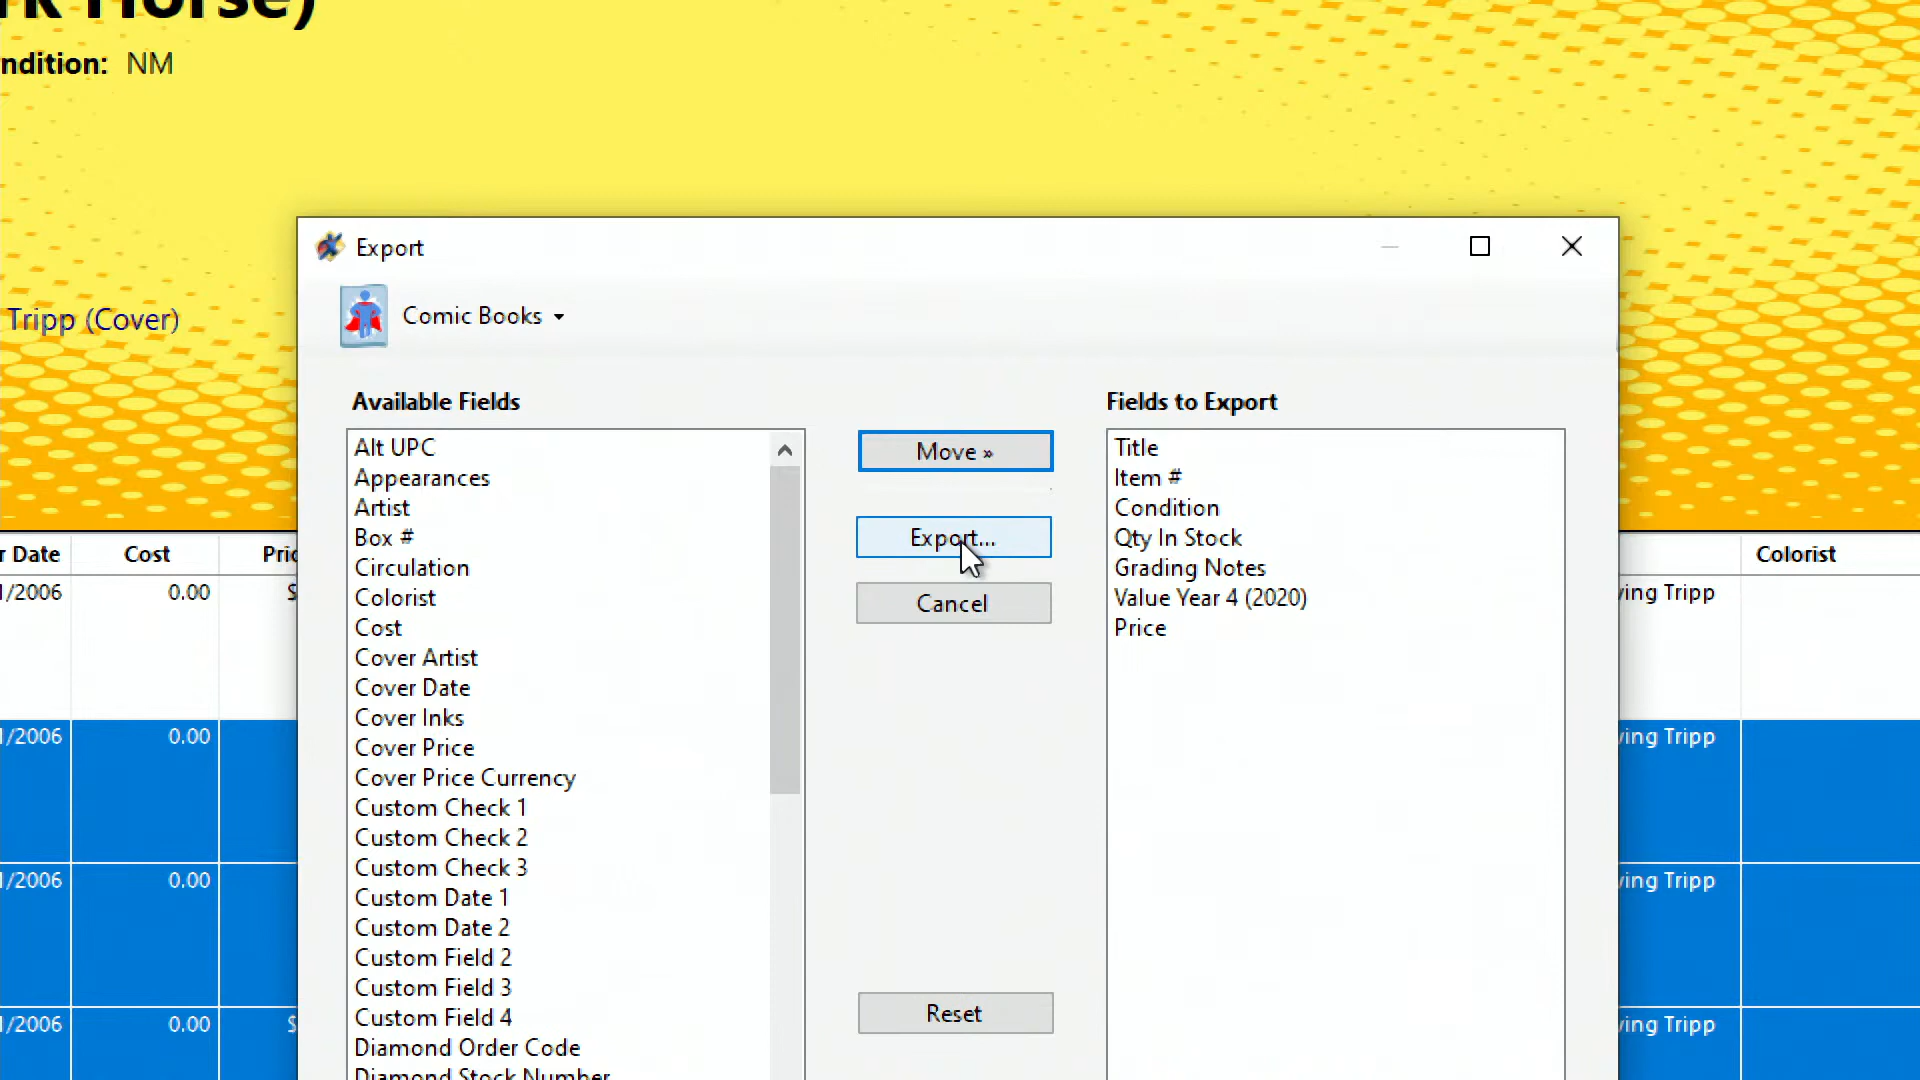 ndition: NM
Tripp (Cover)
Export
Comic Books
Available Fields
Alt UPC
Appearances
Artist
Box #
Circulation
Colorist
Cost
Cover Artist
Cover Date
Cover Inks
Cover Price
Cover Price Currency
Custom Check 1
Custom Check 2
Custom Check 3
Custom Date 1
Custom Date 2
Custom Field 2
Custom Field 3
Custom Field 4
Diamond Order Code
Diamond Stock Number
Move »
Export...
Cancel
Reset
Fields to Export
Title
Item #
Condition
Qty In Stock
Grading Notes
Value Year 4 (2020)
Price
r Date Cost Pric Colorist
/2006 0.00 $ ving Tripp
/2006 0.00 ving Tripp
/2006 0.00 ving Tripp
/2006 0.00 $ ving Tripp